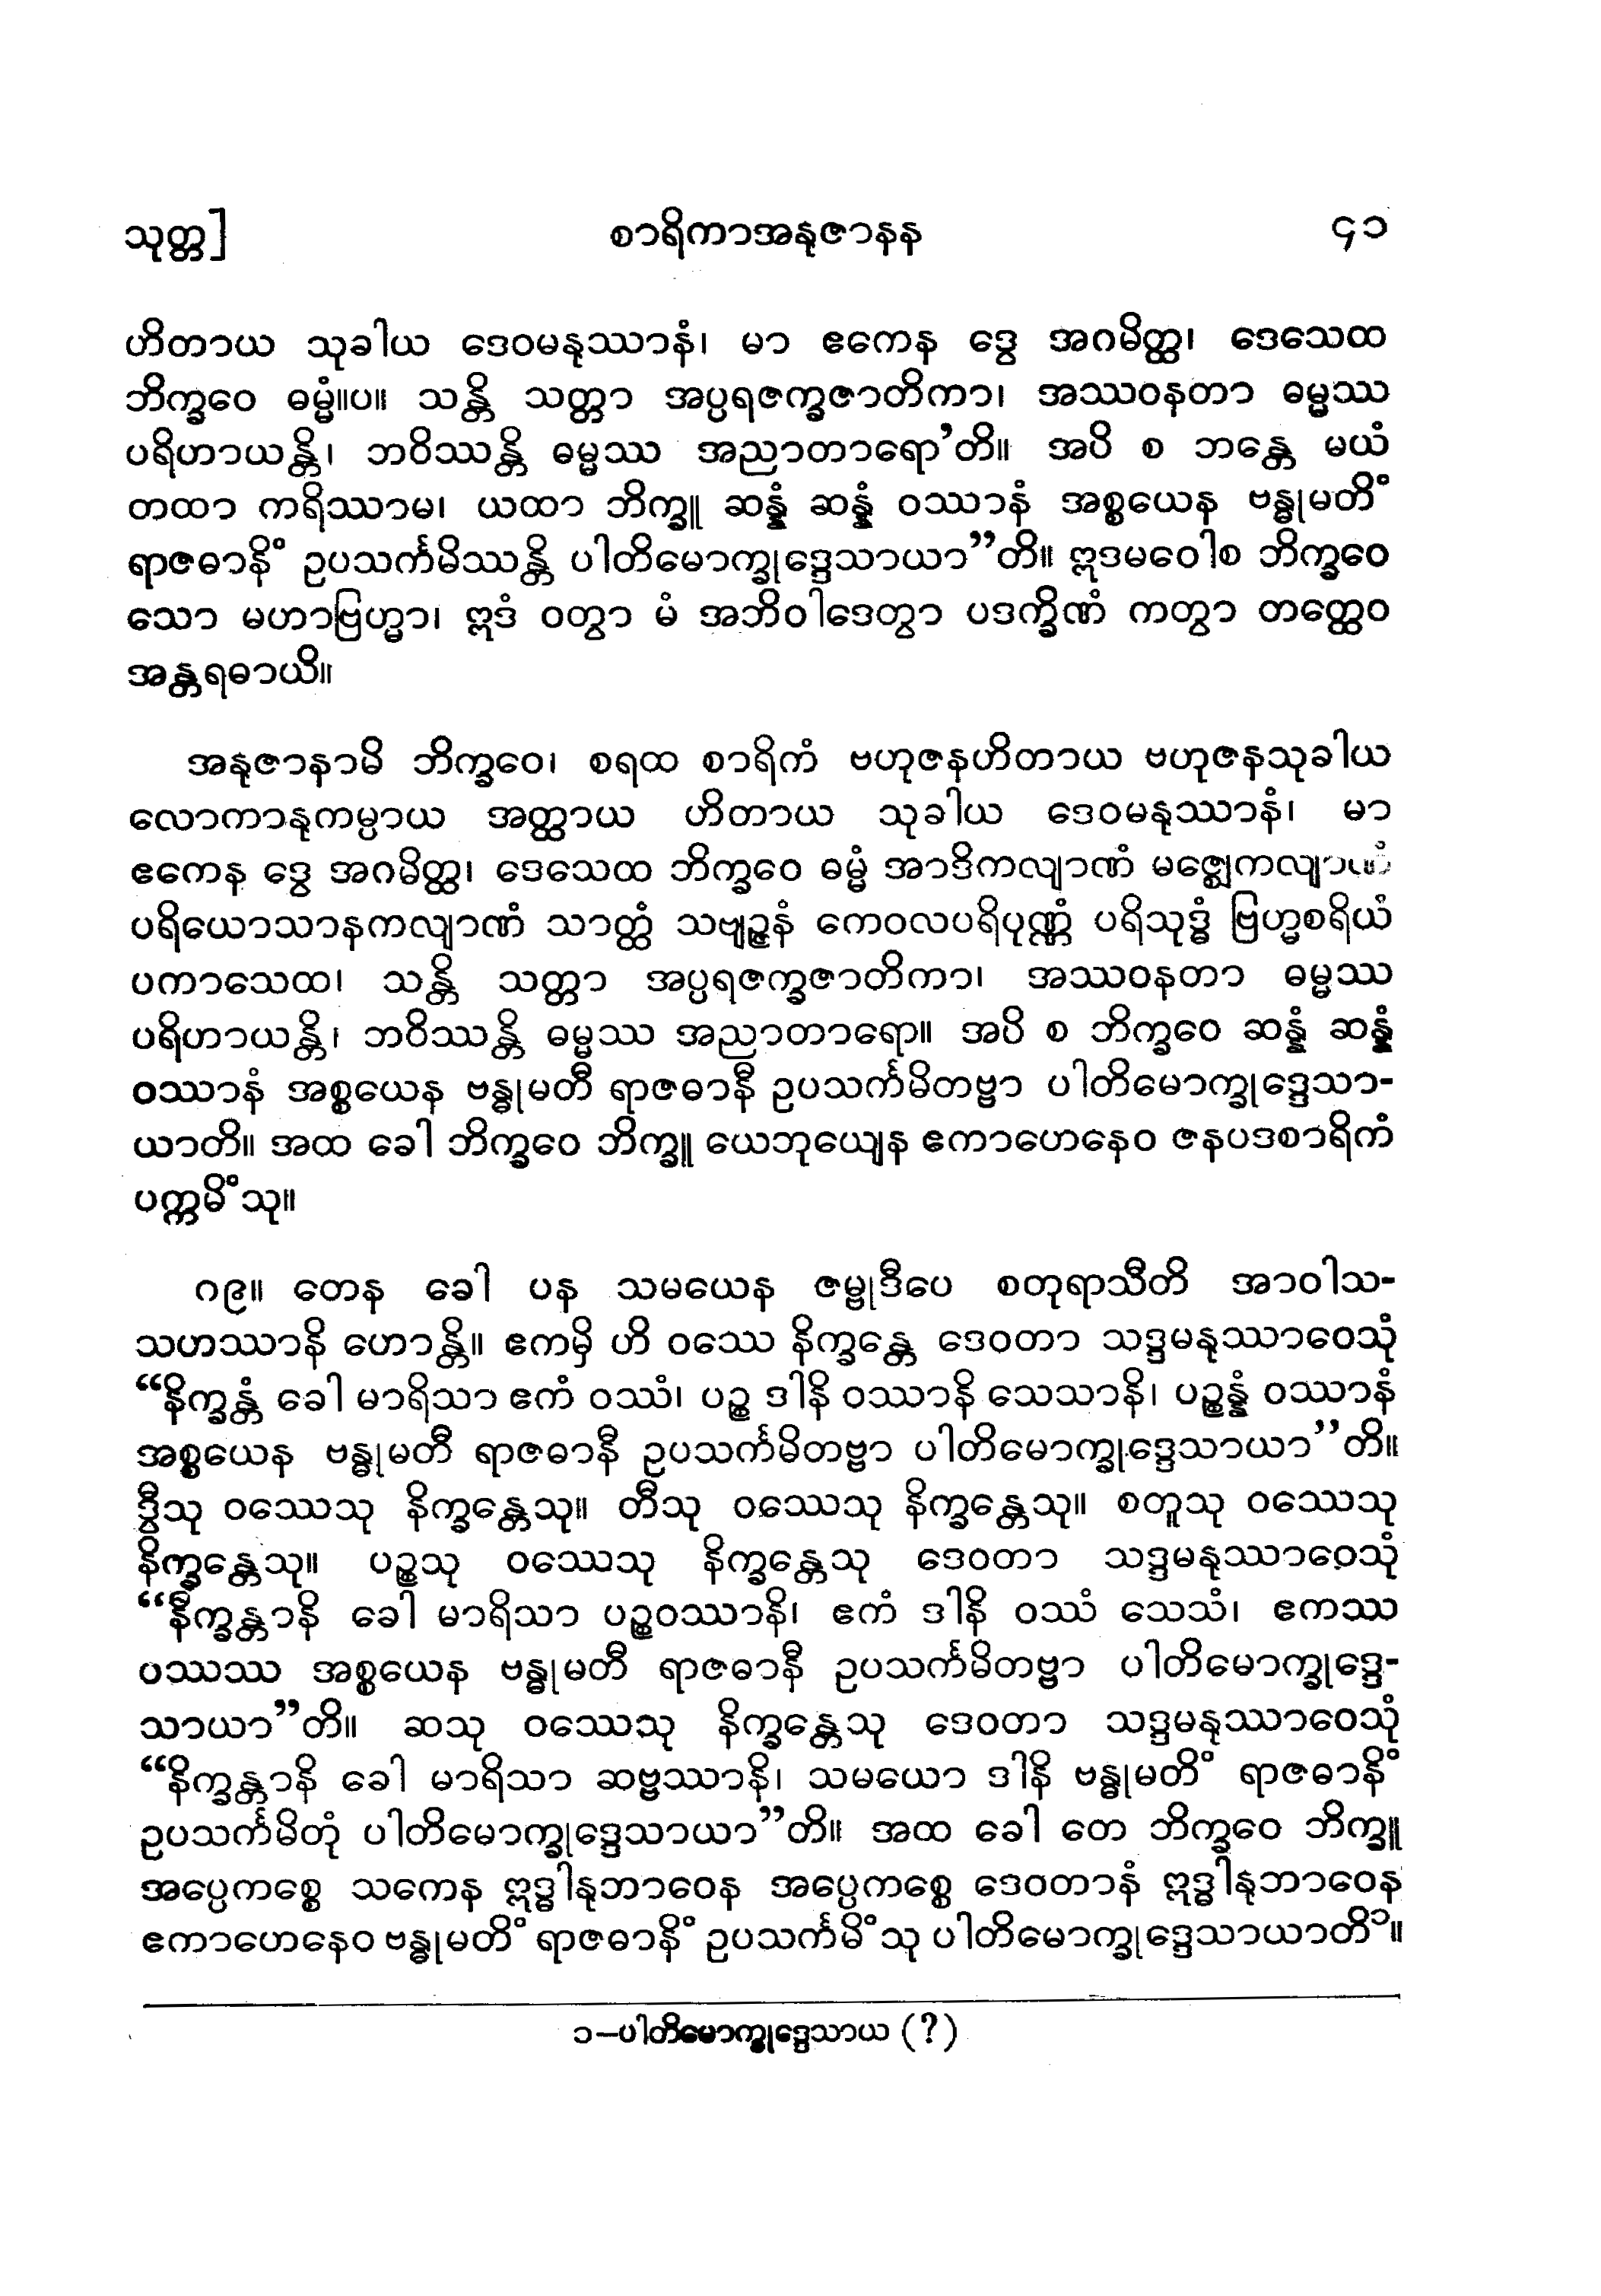 သုတ္တ] စာရိကာအနုဇာနန ၄၁
ဟိတာယ သုခါယ ဒေဝမနုဿာနံ၊ မာ ဧကေန ဒွေ အဂမိတ္ထ၊ ဒေသေထ
ဘိက္ခဝေ ဓမ္မံ။ပ။ သန္တိ သတ္တာ အပ္ပရဇက္ခဇာတိကာ၊ အဿဝနတာ ဓမ္မဿ
ပရိဟာယန္တိ၊ ဘဝိဿန္တိ ဓမ္မဿ အညာတာရော’တိ။ အပိ စ ဘန္တေ မယံ
တထာ ကရိဿာမ၊ ယထာ ဘိက္ခူ ဆန္နံ ဆန္နံ ဝဿာနံ အစ္စယေန ဗန္ဓုမတိံ
ရာဇဓာနိံ ဥပသင်္ကမိဿန္တိ ပါတိမောက္ခုဒ္ဒေသာယာ”တိ။ ဣဒမဝေါစ ဘိက္ခဝေ
သော မဟာဗြဟ္မာ၊ ဣဒံ ဝတွာ မံ အဘိဝါဒေတွာ ပဒက္ခိဏံ ကတွာ တတ္ထေဝ
အန္တရဓာယိ။
အနုဇာနာမိ ဘိက္ခဝေ၊ စရထ စာရိကံ ဗဟုဇနဟိတာယ ဗဟုဇနသုခါယ
လောကာနုကမ္ပာယ အတ္ထာယ ဟိတာယ သုခါယ ဒေဝမနုဿာနံ၊ မာ
ဧကေန ဒွေ အဂမိတ္ထ၊ ဒေသေထ ဘိက္ခဝေ ဓမ္မံ အာဒိကလျာဏံ မဇ္ဈေကလျာဏံ
ပရိယောသာနကလျာဏံ သာတ္ထံ သဗျဉ္ဇနံ ကေဝလပရိပုဏ္ဏံ ပရိသုဒ္ဓံ ဗြဟ္မစရိယံ
ပကာသေထ၊ သန္တိ သတ္တာ အပ္ပရဇက္ခဇာတိကာ၊ အဿဝနတာ ဓမ္မဿ
ပရိဟာယန္တိ၊ ဘဝိဿန္တိ ဓမ္မဿ အညာတာရော။ အပိ စ ဘိက္ခဝေ ဆန္နံ ဆန္နံ
ဝဿာနံ အစ္စယေန ဗန္ဓုမတီ ရာဇဓာနီ ဥပသင်္ကမိတဗ္ဗာ ပါတိမောက္ခုဒ္ဒေသာ-
ယာတိ။ အထ ခေါ ဘိက္ခဝေ ဘိက္ခူ ယေဘုယျေန ဧကာဟေနေဝ ဇနပဒစာရိကံ
ပက္ကမိံသု။
၈၉။ တေန ခေါ ပန သမယေန ဇမ္ဗုဒီပေ စတုရာသီတိ အာဝါသ-
သဟဿာနိ ဟောန္တိ။ ဧကမှိ ဟိ ဝဿေ နိက္ခန္တေ ဒေဝတာ သဒ္ဒမနုဿာဝေသုံ
“နိက္ခန္တံ ခေါ မာရိသာ ဧကံ ဝဿံ၊ ပဉ္စ ဒါနိ ဝဿာနိ သေသာနိ၊ ပဉ္စန္နံ ဝဿာနံ
အစ္စယေန ဗန္ဓုမတီ ရာဇဓာနီ ဥပသင်္ကမိတဗ္ဗာ ပါတိမောက္ခုဒ္ဒေသာယာ”တိ။
ဒွီသု ဝဿေသု နိက္ခန္တေသု။ တီသု ဝဿေသု နိက္ခန္တေသု။ စတူသု ဝဿေသု
နိက္ခန္တေသု။ ပဉ္စသု ဝဿေသု နိက္ခန္တေသု ဒေဝတာ သဒ္ဒမနုဿာဝေသုံ
“နိက္ခန္တာနိ ခေါ မာရိသာ ပဉ္စဝဿာနိ၊ ဧကံ ဒါနိ ဝဿံ သေသံ၊ ဧကဿ
ဝဿဿ အစ္စယေန ဗန္ဓုမတီ ရာဇဓာနီ ဥပသင်္ကမိတဗ္ဗာ ပါတိမောက္ခုဒ္ဒေ-
သာယာ”တိ။ ဆသု ဝဿေသု နိက္ခန္တေသု ဒေဝတာ သဒ္ဒမနုဿာဝေသုံ
“နိက္ခန္တာနိ ခေါ မာရိသာ ဆဗ္ဗဿာနိ၊ သမယော ဒါနိ ဗန္ဓုမတိံ ရာဇဓာနိံ
ဥပသင်္ကမိတုံ ပါတိမောက္ခုဒ္ဒေသာယာ”တိ။ အထ ခေါ တေ ဘိက္ခဝေ ဘိက္ခူ
အပ္ပေကစ္စေ သကေန ဣဒ္ဓါနုဘာဝေန အပ္ပေကစ္စေ ဒေဝတာနံ ဣဒ္ဓါနုဘာဝေန
ဧကာဟေနေဝ ဗန္ဓုမတိံ ရာဇဓာနိံ ဥပသင်္ကမိံသု ပါတိမောက္ခုဒ္ဒေသာယာတိ၁။
၁–ပါတိမောက္ခုဒ္ဒေသာယ (?)